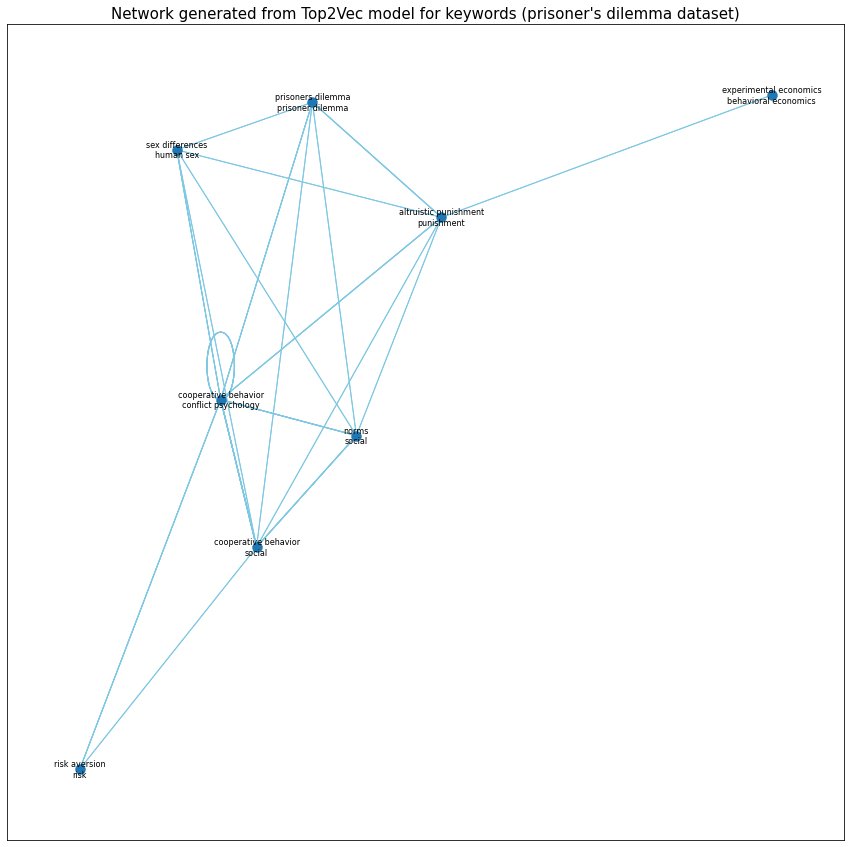 Network generated from Top2Vec model for keywords (prisoner's dilemma dataset)
experimental economics
behavioral economics
prisoners dilemma
prisoner dilemma
sex differences
human sex
altruistic punishment
punishment
cooperative behavior
conflict psychology
norms
social
cooperative behavior
social
risk aversion
risk